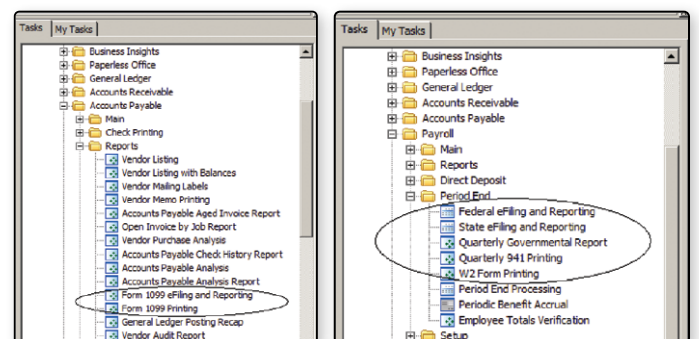 Tasks My Tasks
Business Insights
Paperless Office
General Ledger
Accounts Receivable
Accounts Payable
Main
Check Printing
Reports
Vendor Listing
Vendor Listing with Balances
Vendor Mailing Labels
Vendor Memo Printing
Accounts Payable Aged Invoice Report
Open Invoice by Job Report
Vendor Purchase Analysis
Accounts Payable Check History Report
Accounts Payable Analysis
Accounts Payable Analysis Report
Form 1099 eFiling and Reporting
Form 1099 Printing
General Ledger Posting Recap
Vendor Audit Report
Tasks My Tasks
Business Insights
Paperless Office
General Ledger
Accounts Receivable
Accounts Payable
Payroll
Main
Reports
Direct Deposit
Period End
Federal eFiling and Reporting
State eFiling and Reporting
Quarterly Governmental Report
Quarterly 941 Printing
W2 Form Printing
Period End Processing
Periodic Benefit Accrual
Employee Totals Verification
Setup